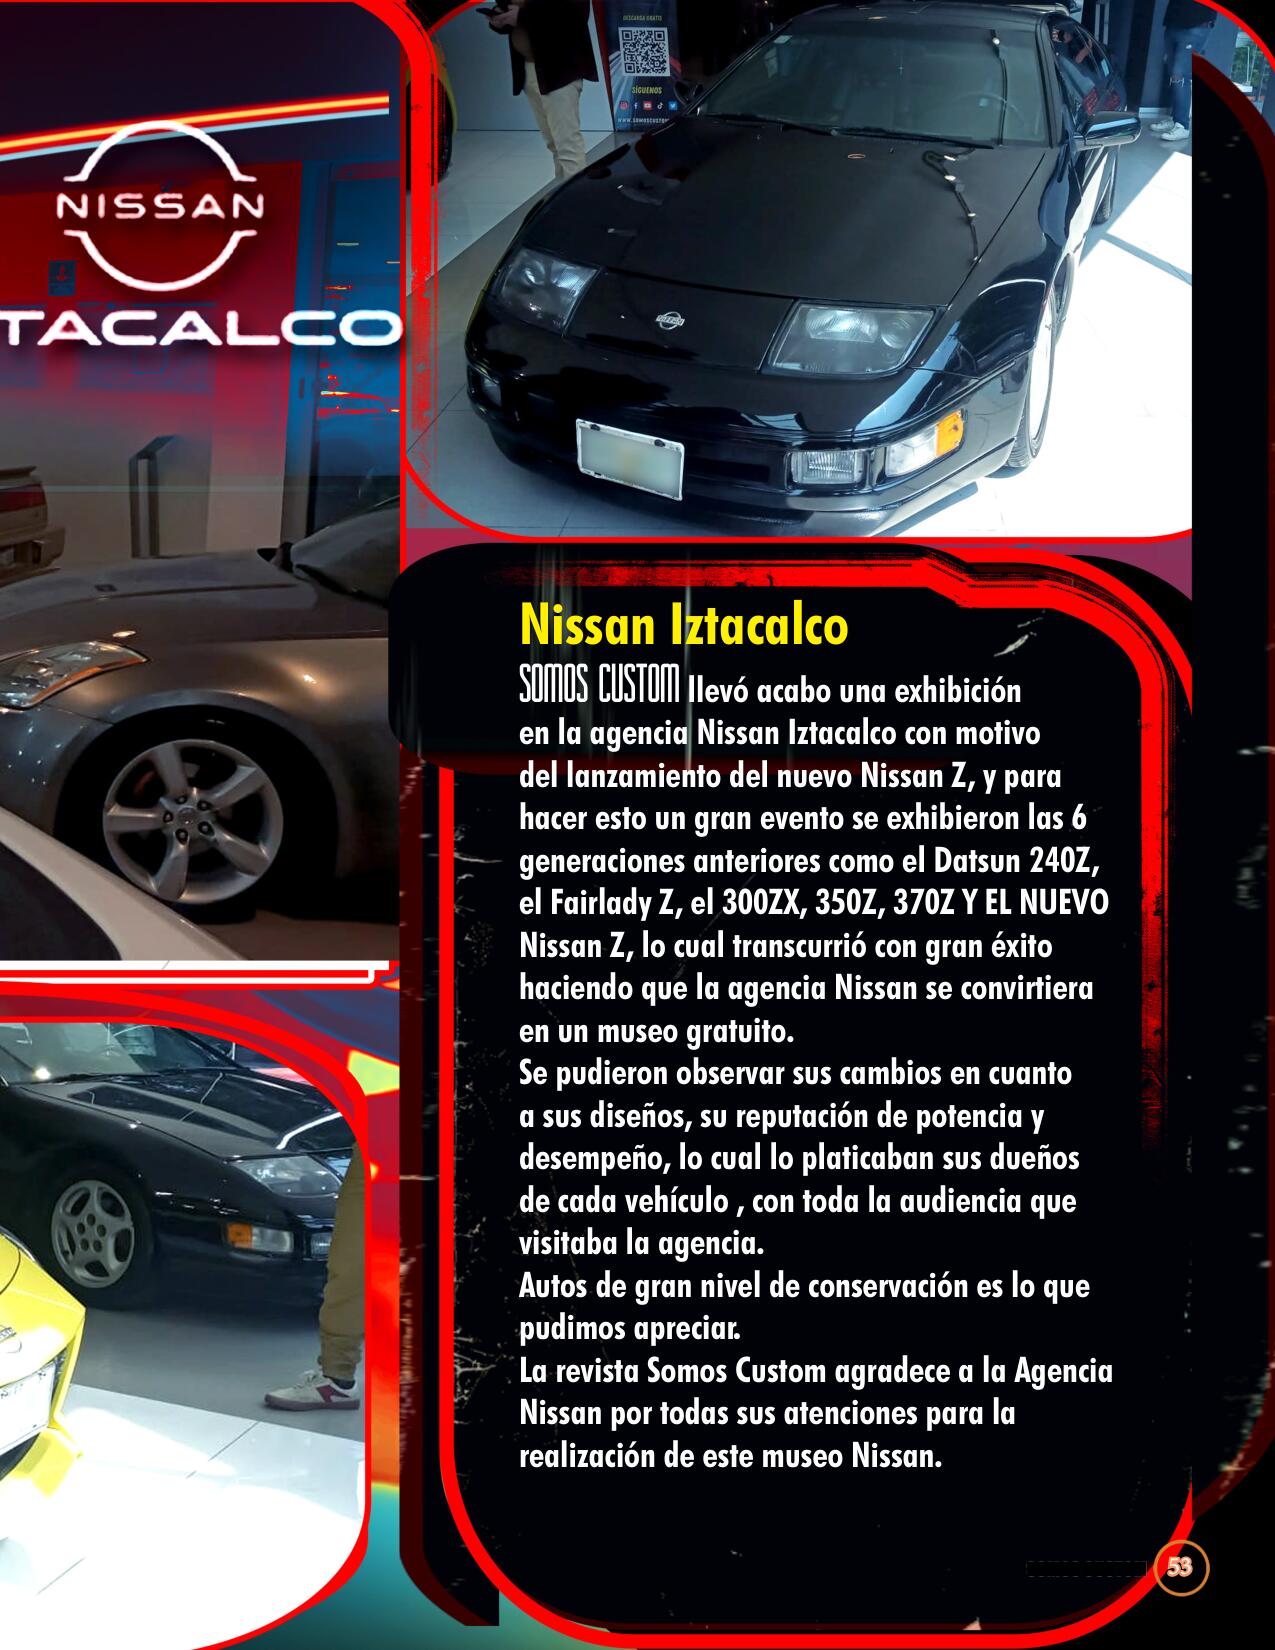 DESCARGA GRATIS
SÍGUENOS
NISSAN
TACALCO
Nissan Iztacalco
SOMOS CUSTOM llevó acabo una exhibición
en la agencia Nissan Iztacalco con motivo
del lanzamiento del nuevo Nissan Z, y para
hacer esto un gran evento se exhibieron las 6
generaciones anteriores como el Datsun 240Z,
el Fairlady Z, el 300ZX, 350Z, 370Z Y EL NUEVO
Nissan Z, lo cual transcurrió con gran éxito
haciendo que la agencia Nissan se convirtiera
en un museo gratuito.
Se pudieron observar sus cambios en cuanto
a sus diseños, su reputación de potencia y
desempeño, lo cual lo platicaban sus dueños
de cada vehículo , con toda la audiencia que
visitaba la agencia.
Autos de gran nivel de conservación es lo que
pudimos apreciar.
La revista Somos Custom agradece a la Agencia
Nissan por todas sus atenciones para la
realización de este museo Nissan.
53